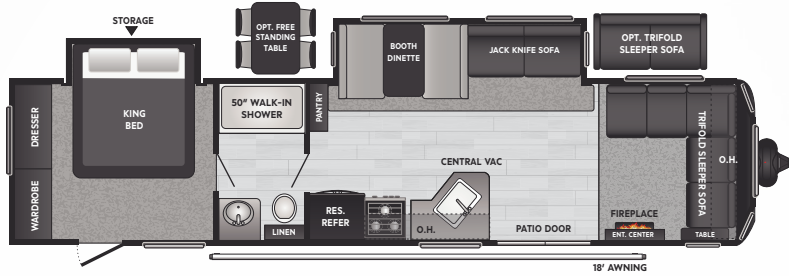 STORAGE
OPT. FREE
STANDING
TABLE
BOOTH
DINETTE
JACK KNIFE SOFA
OPT. TRIFOLD
SLEEPER SOFA
DRESSER
WARDROBE
KING
BED
50" WALK-IN
SHOWER
PANTRY
LINEN
RES.
REFER
CENTRAL VAC
O.H.
PATIO DOOR
TRIFOLD SLEEPER SOFA
O.H.
FIREPLACE
ENT. CENTER
TABLE
18' AWNING